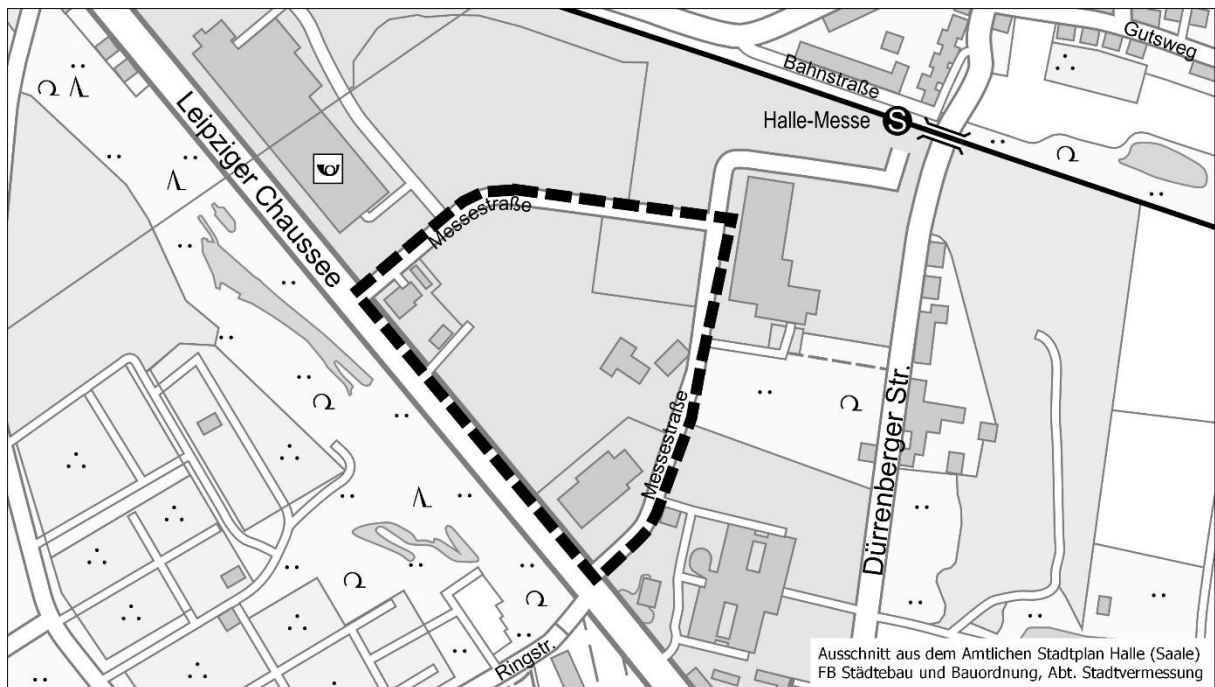 Gutsweg
Bahnstraße
Halle-Messe S
Leipziger Chaussee
Messestraße
Messestraße
Dürrenberger Str.
Ringstr.
Ausschnitt aus dem Amtlichen Stadtplan Halle (Saale)
FB Städtebau und Bauordnung, Abt. Stadtvermessung